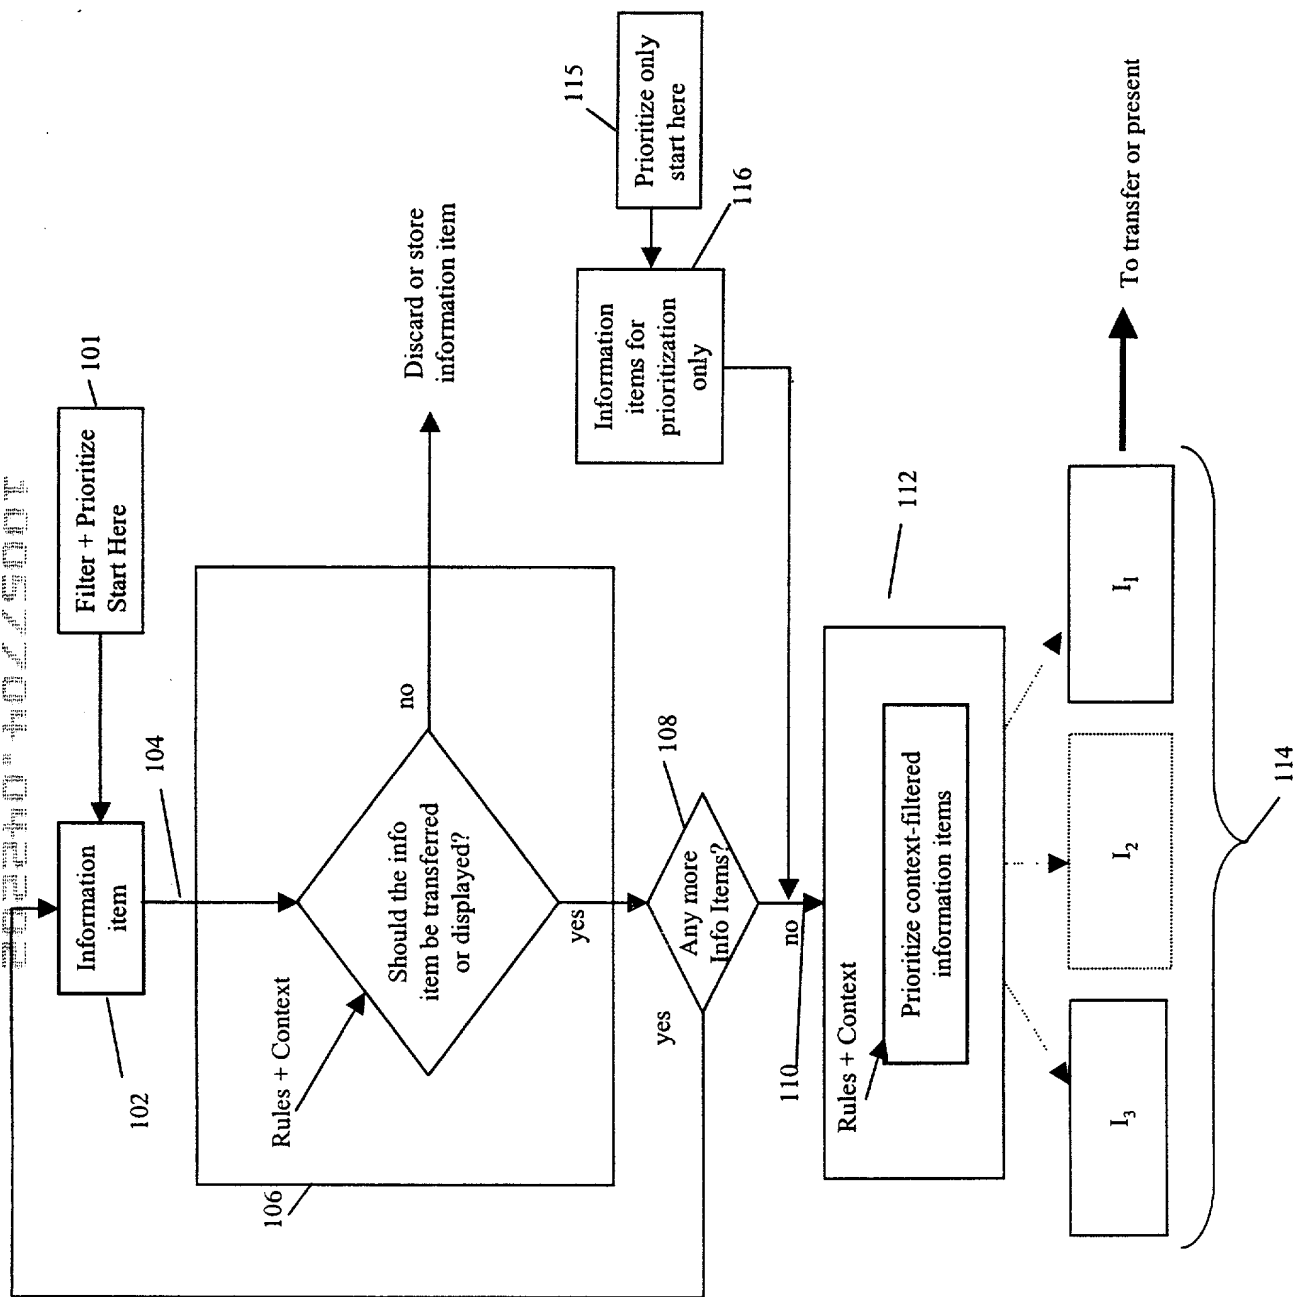 101
Filter + Prioritize
Start Here
102
Information
item
104
106
Rules + Context
Should the info
item be transferred
or displayed?
no
Discard or store
information item
yes
108
Any more
Info Items?
yes
no
110
115
Prioritize only
start here
116
Information
items for
prioritization
only
112
Rules + Context
Prioritize context-filtered
information items
I3
I2
I1
To transfer or present
114